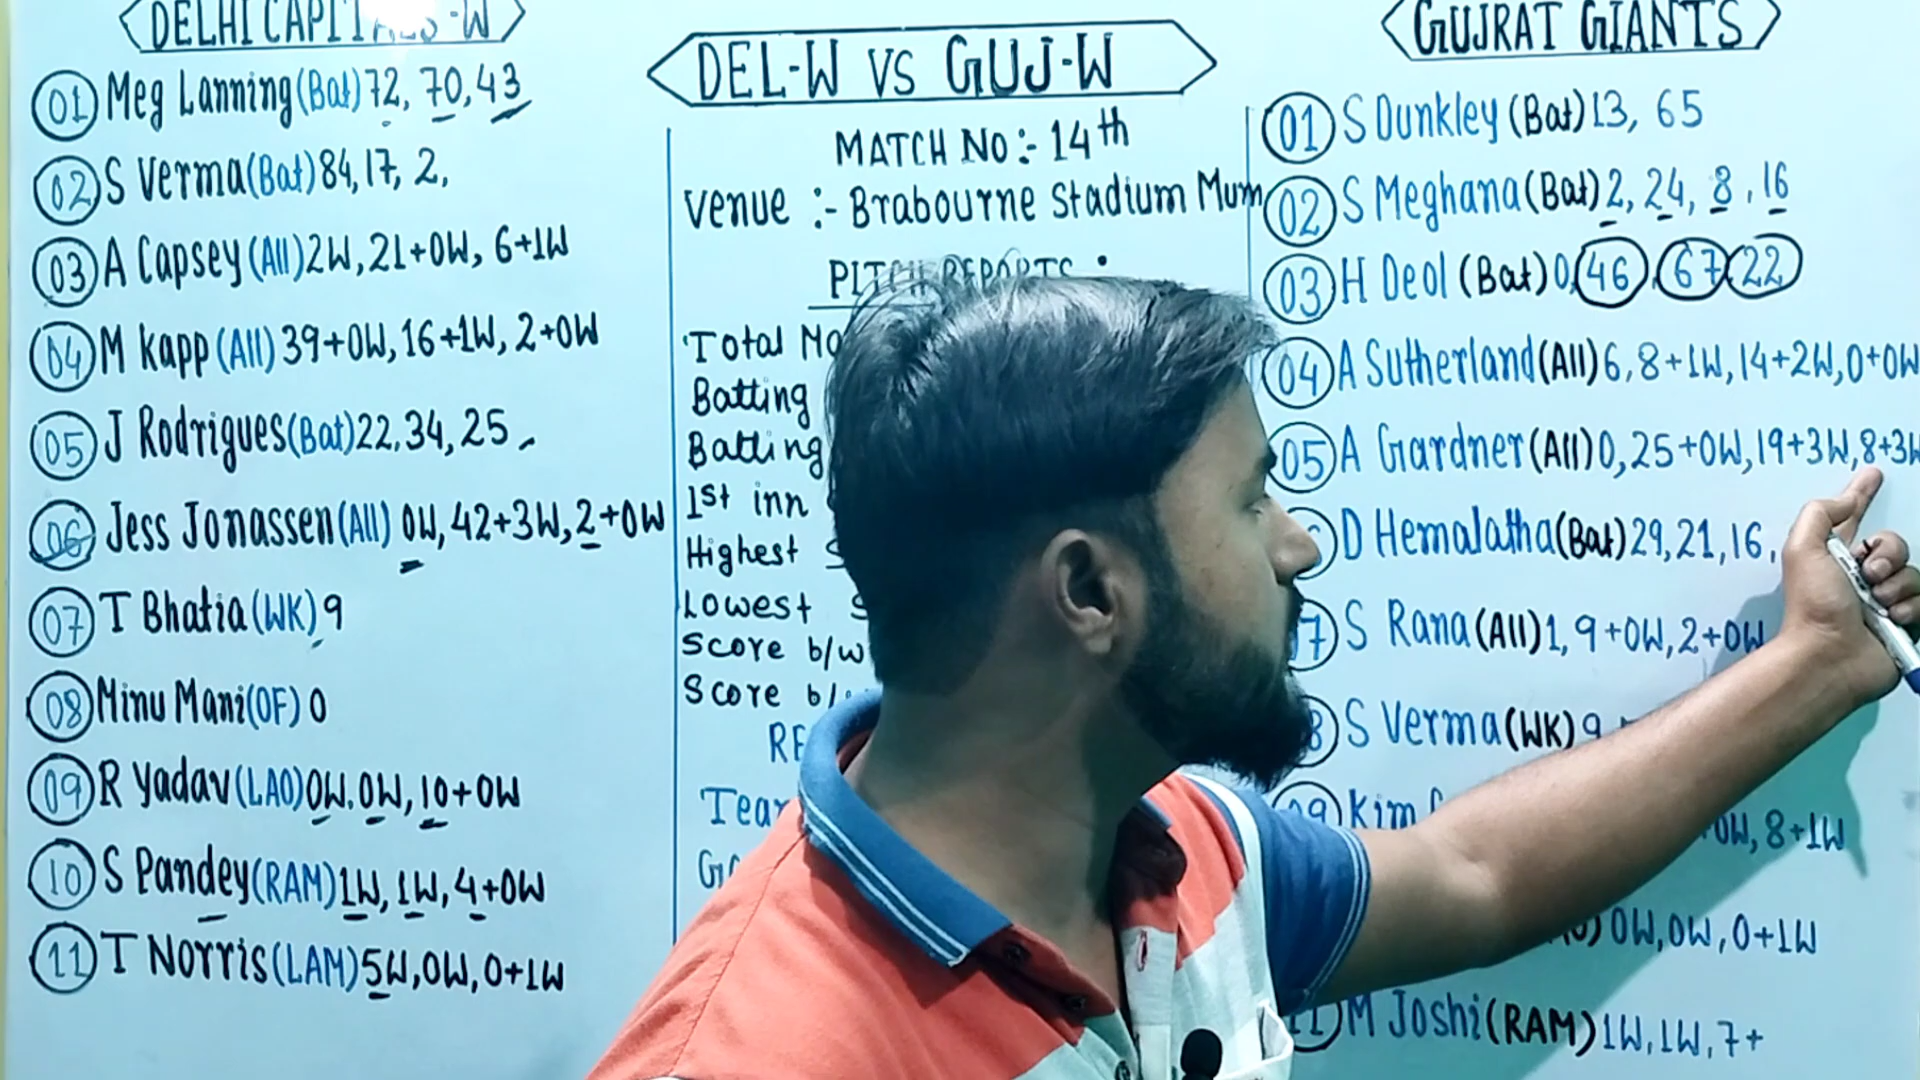 DELHI CAPITALS-W
01 Meg Lanning (Bat) 72, 70, 43
02 S Verma (Bat) 84, 17, 2,
03 A Capsey (All) 2W, 21+0W, 6+1W
04 M Kapp (All) 39+0W, 16+1W, 2+0W
05 J Rodrigues (Bat) 22, 34, 25
06 Jess Jonassen (All) 0W, 42+3W, 2+0W
07 T Bhatia (WK) 9
08 Minu Mani (OF) 0
09 R Yadav (LAO) 0W, 0W, 10+0W
10 S Pandey (RAM) 1W, 1W, 4+0W
11 T Norris (LAM) 5W, 0W, 0+1W
DEL-W VS GUJ-W
MATCH No:- 14th
Venue :- Brabourne Stadium Mum
PITCH REPORTS :
Total
Batting
Batting
1st inn
Highest
Lowest
Score b/w
Score
GUJRAT GIANTS
01 S Dunkley (Bat) 13, 65
02 S Meghana (Bat) 2, 24, 8, 16
03 H Deol (Bat) 0, 46, 67, 22
04 A Sutherland (All) 6, 8+1W, 14+2W, 0+0W
05 A Gardner (All) 0, 25+0W, 19+3W, 8+3W
D Hemalatha (Bat) 29, 21, 16,
7 S Rana (All) 1, 9+0W, 2+0W
8 S Verma (WK) 9
09 Kim
0W, 8+1W
0W, 0W, 0+1W
11 M Joshi (RAM) 1W, 1W, 7+